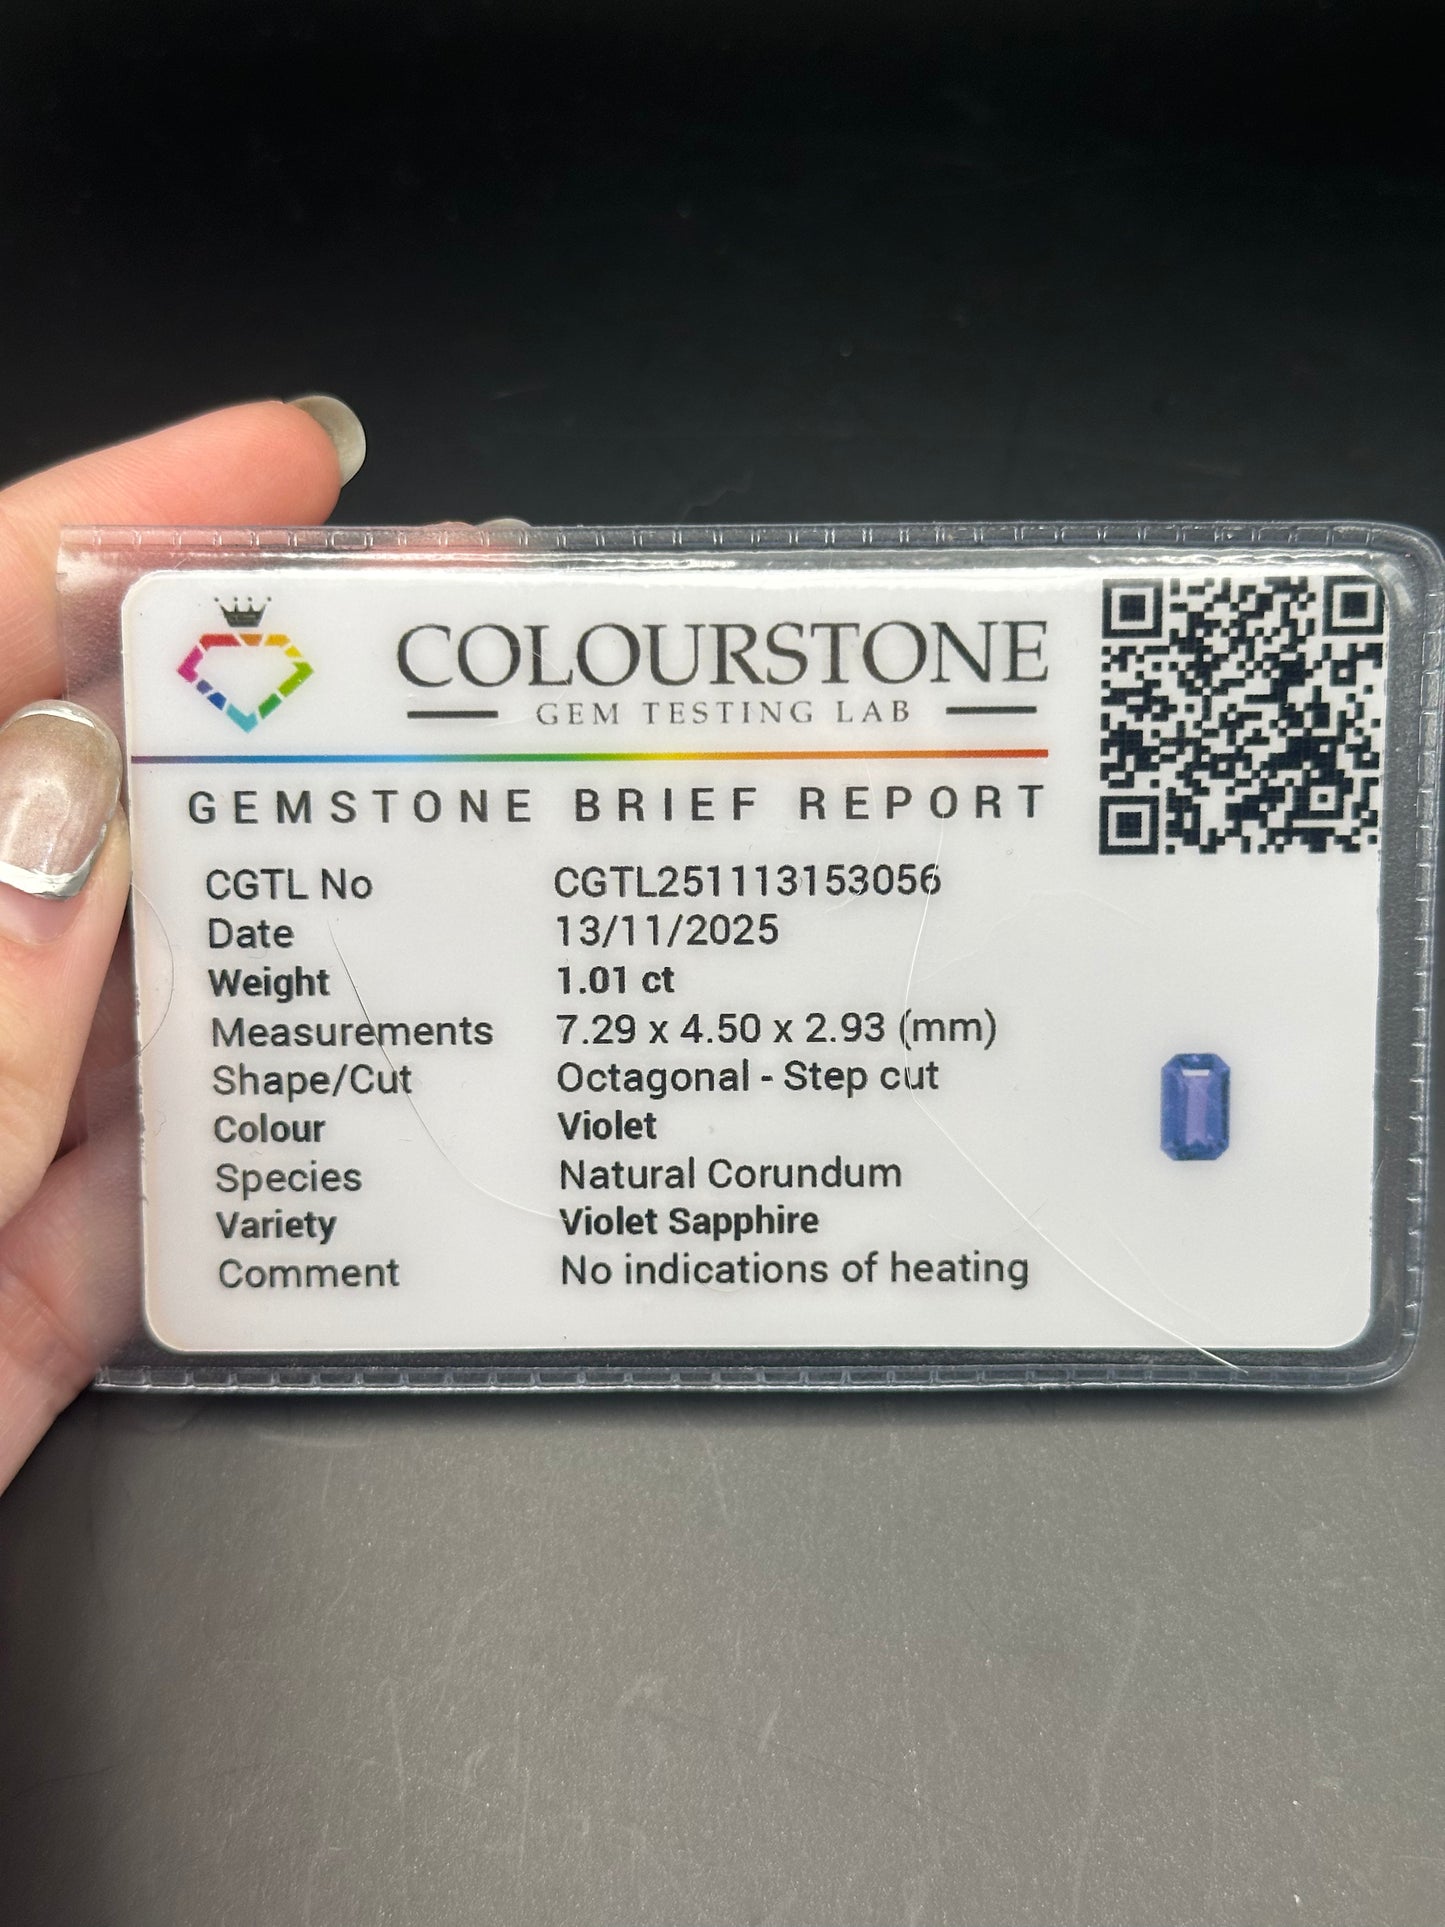 COLOURSTONE
GEM TESTING LAB
GEMSTONE BRIEF REPORT
CGTL No CGTL251113153056
Date 13/11/2025
Weight 1.01 ct
Measurements 7.29 x 4.50 x 2.93 (mm)
Shape/Cut Octagonal - Step cut
Colour Violet
Species Natural Corundum
Variety Violet Sapphire
Comment No indications of heating